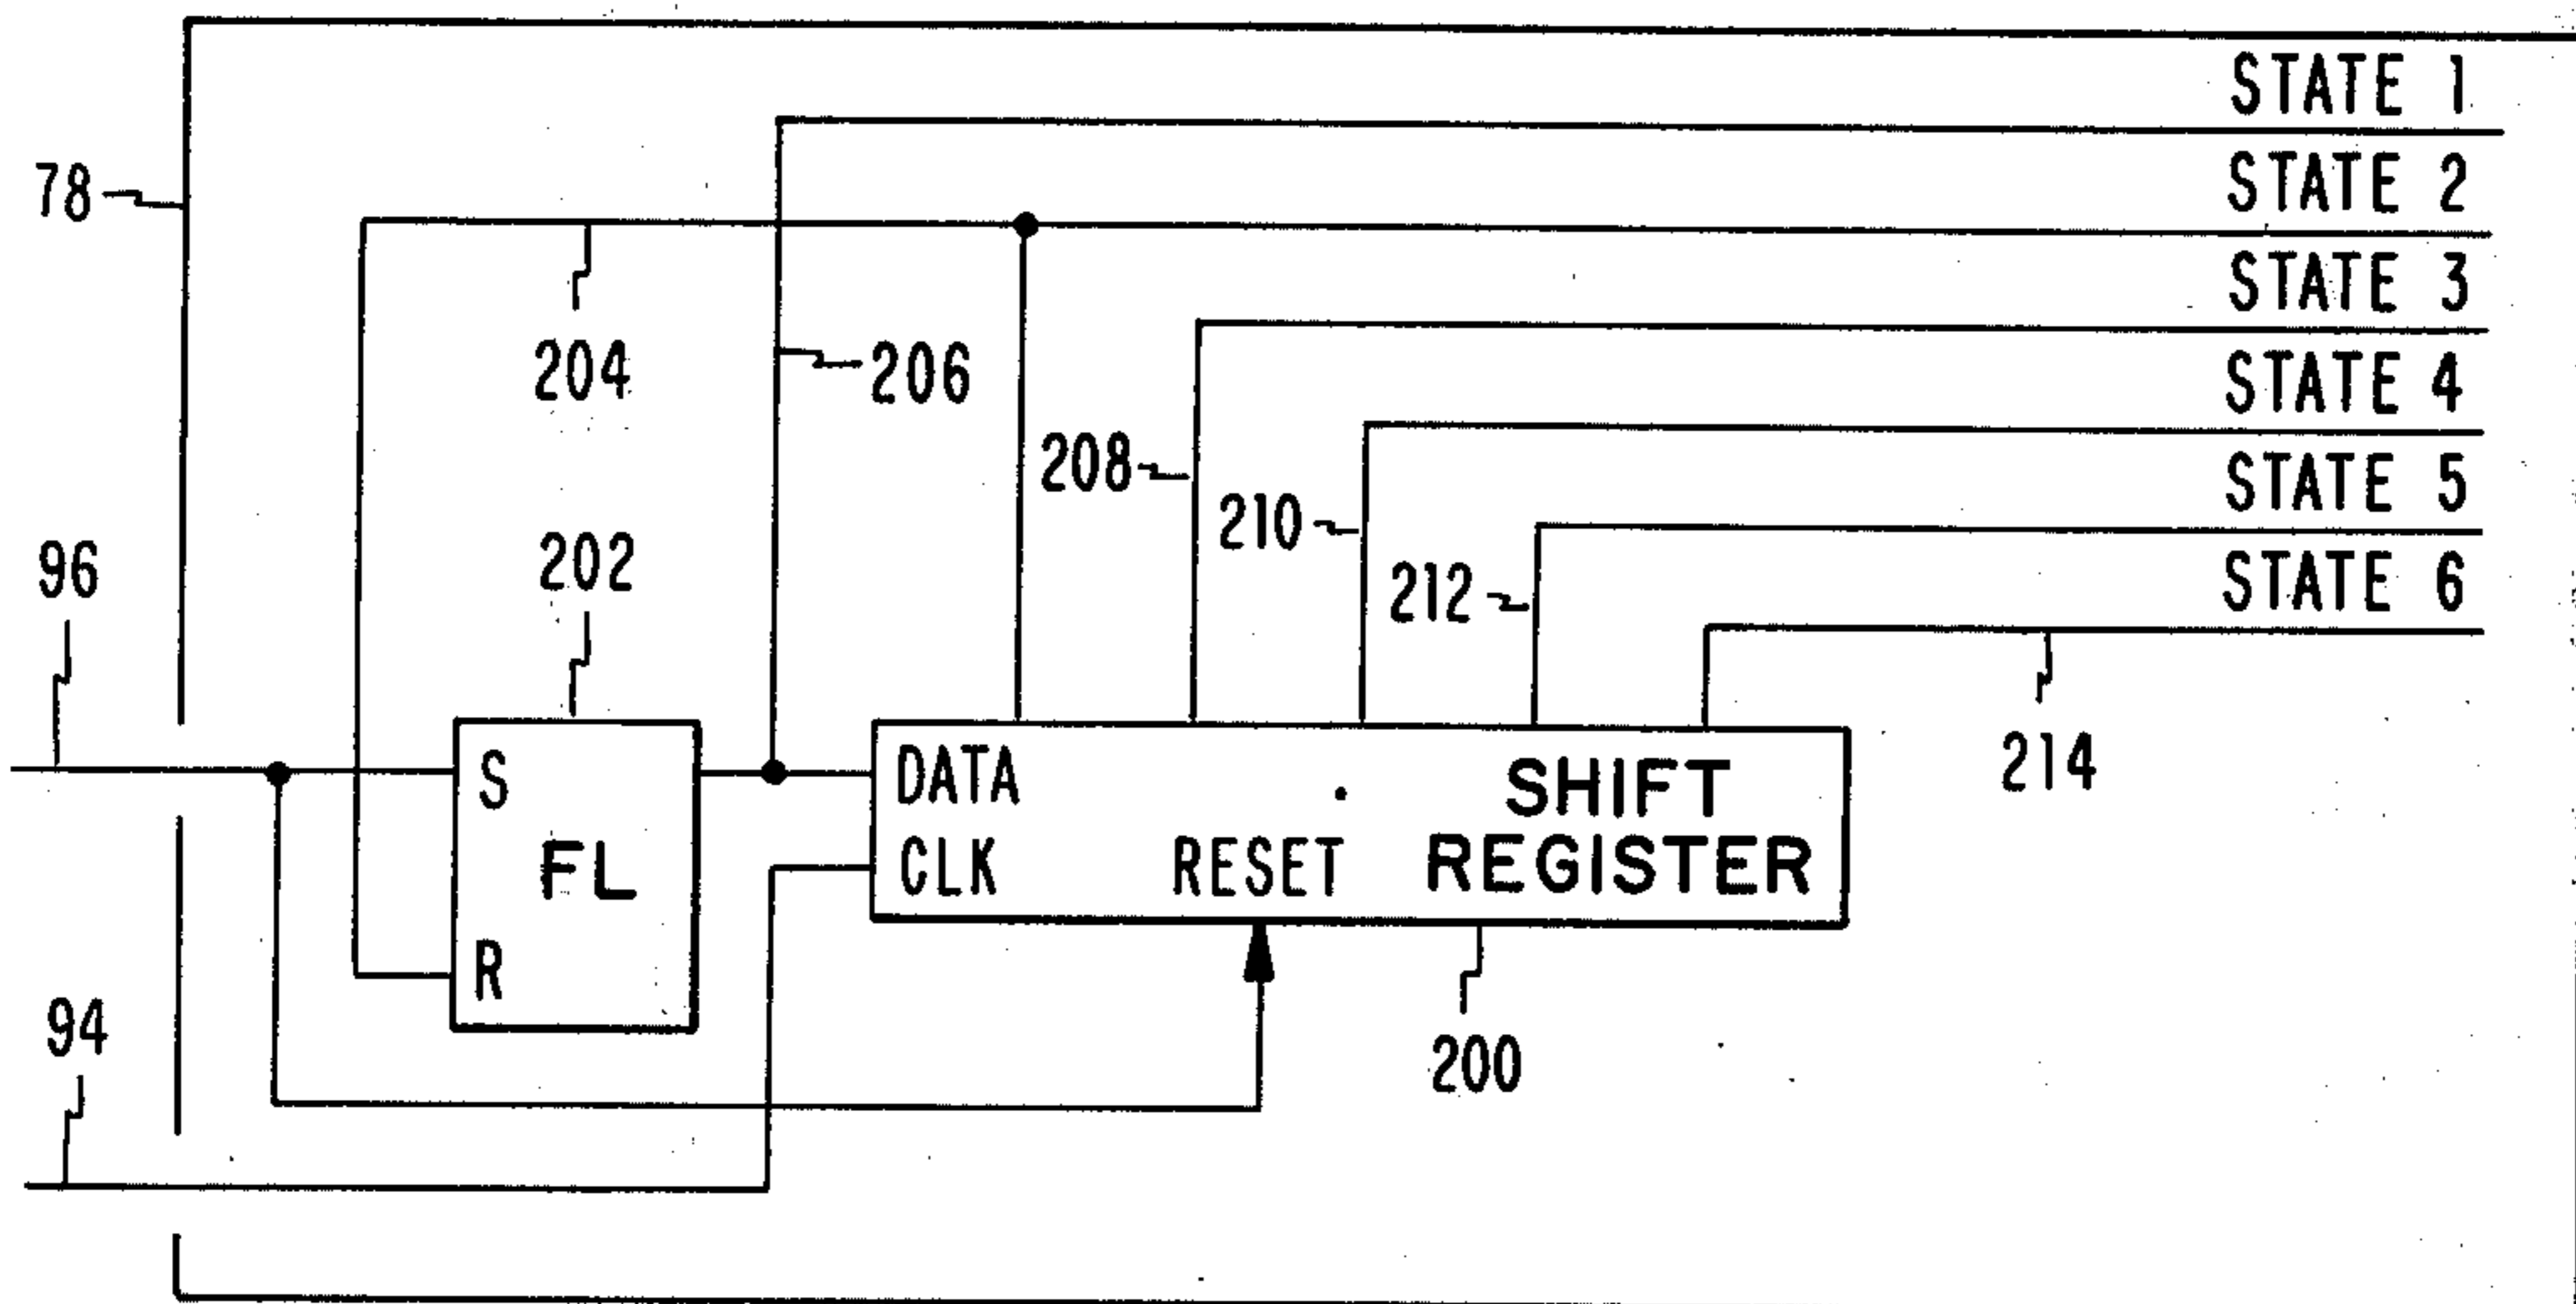 STATE 1
78
STATE 2
STATE 3
204
206
STATE 4
208
STATE 5
210
96
202
212
STATE 6
S
DATA
SHIFT
214
FL
CLK
RESET
REGISTER
R
94
200